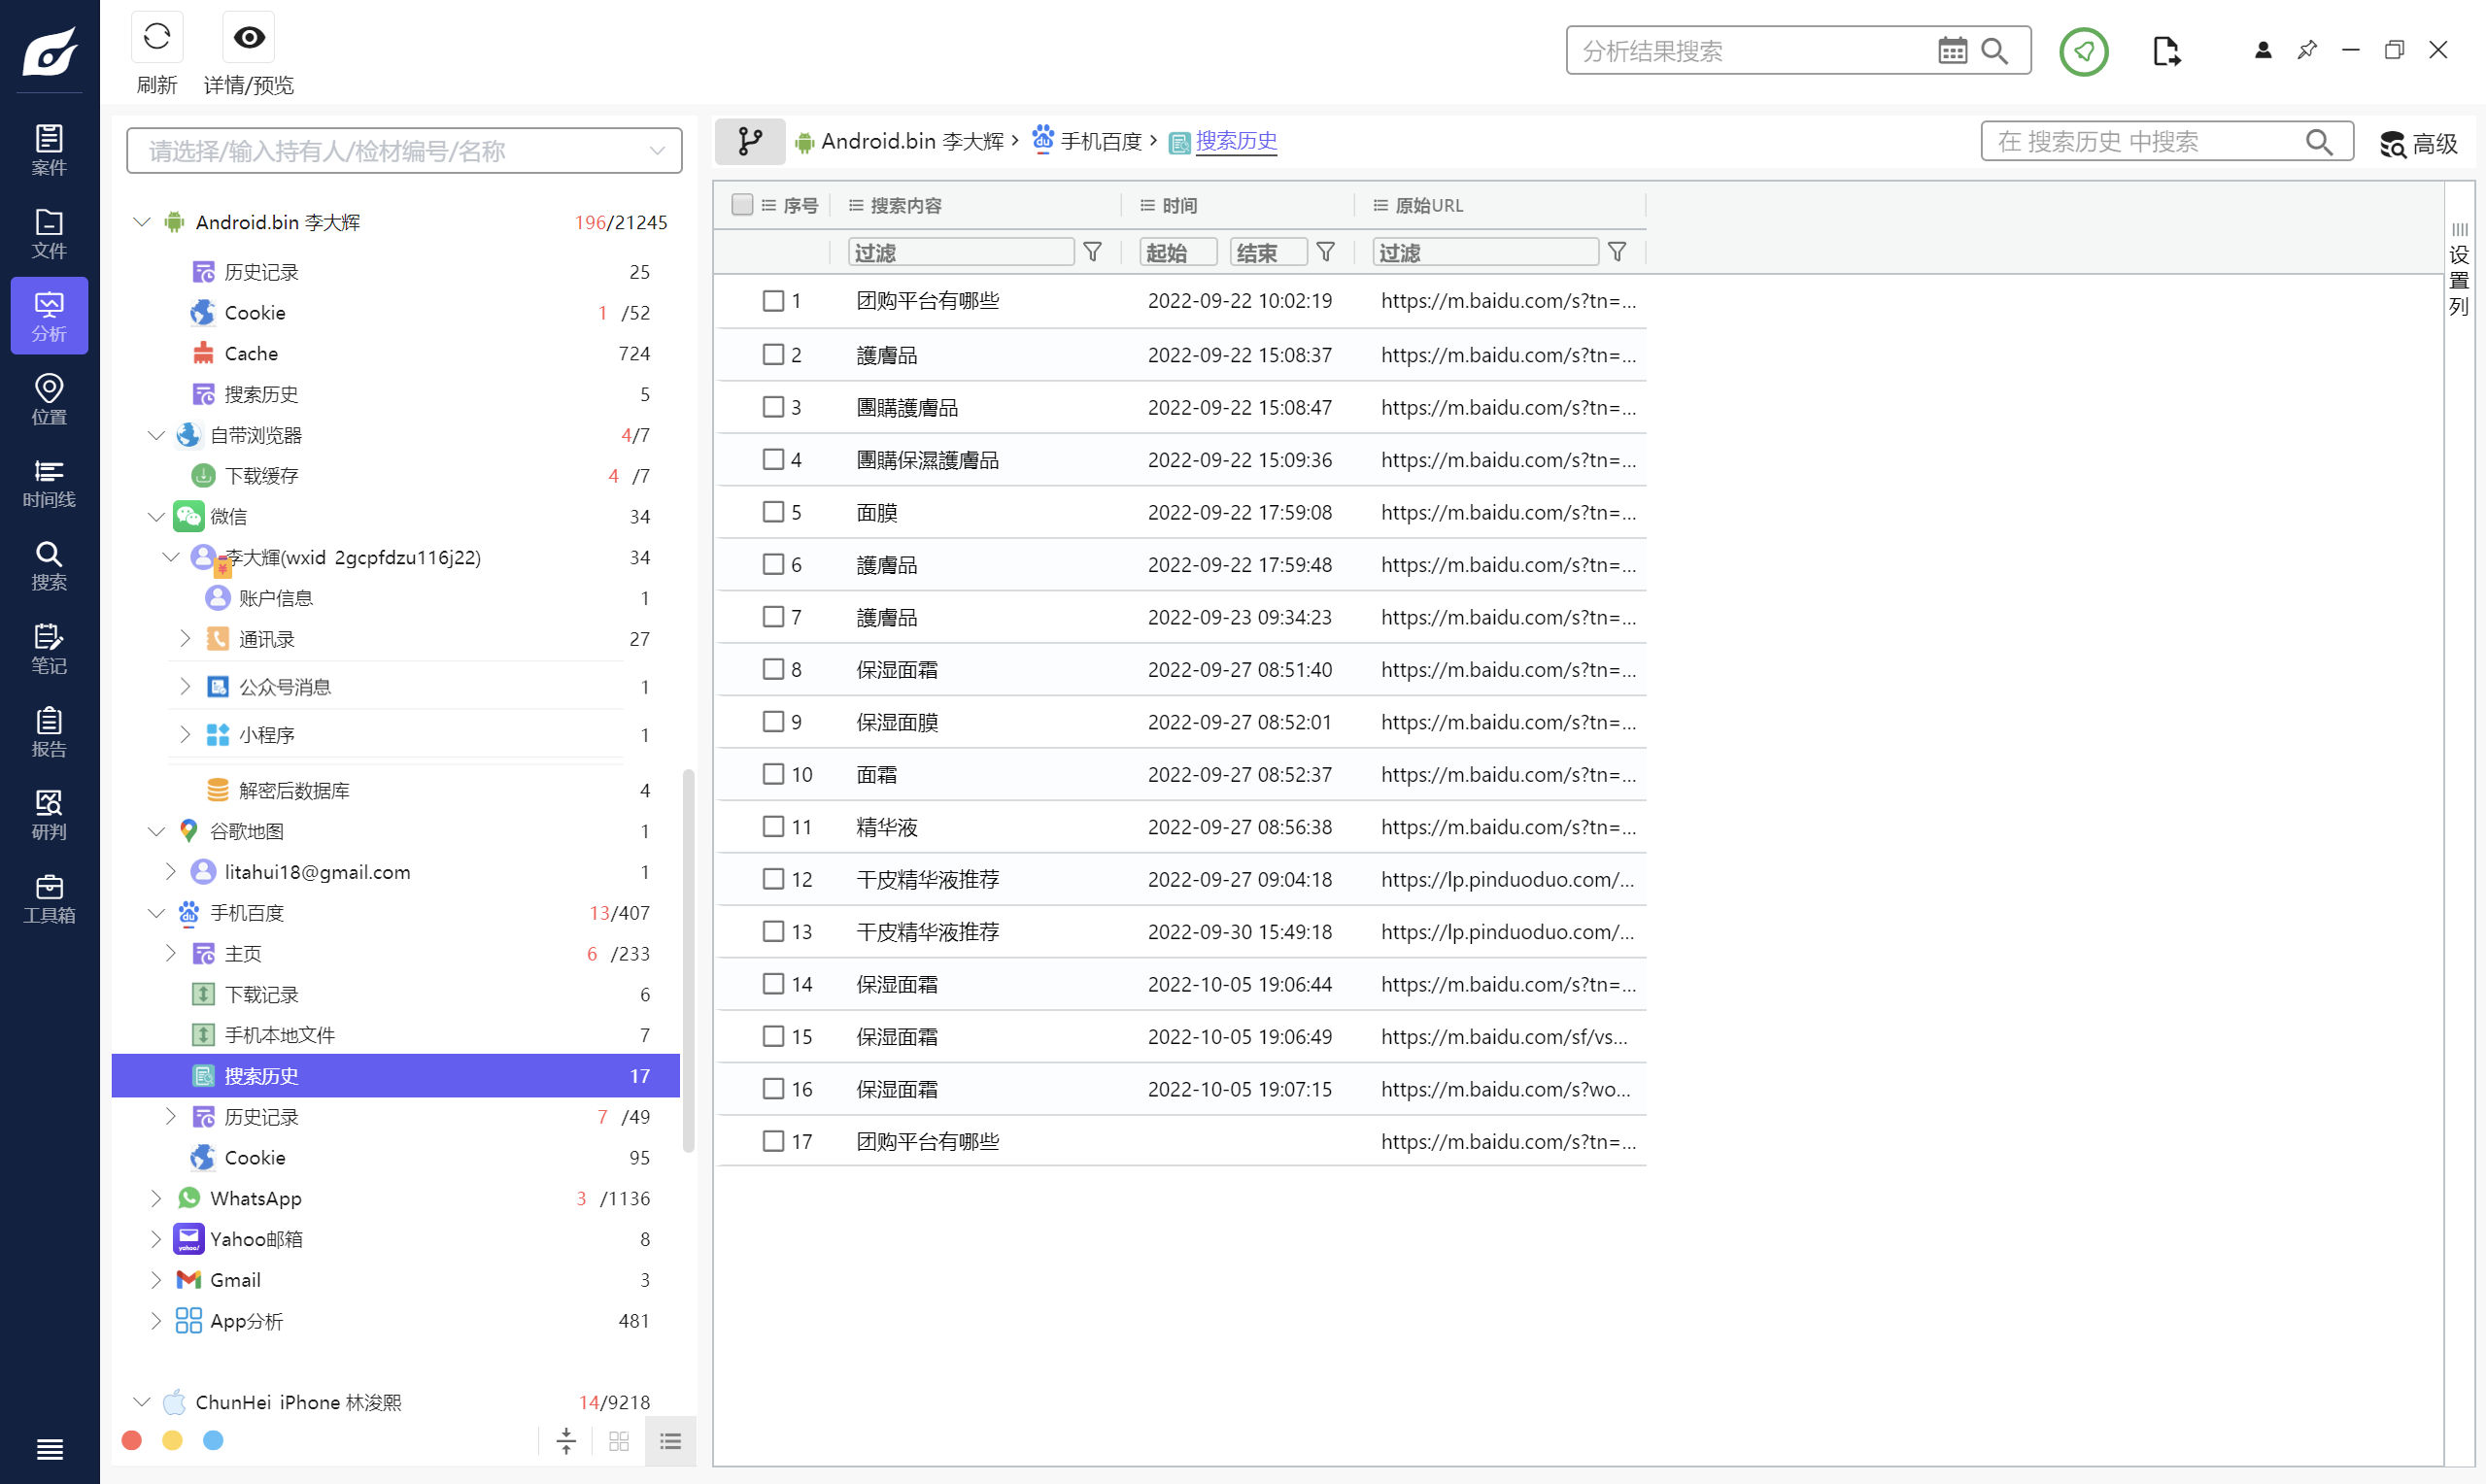 刷新
详情/预览
分析结果搜索
案件
文件
分析
位置
时间线
搜索
笔记
报告
研判
工具箱
请选择/输入持有人/检材编号/名称
Android.bin 李大辉 196/21245
历史记录 25
Cookie 1 /52
Cache 724
搜索历史 5
自带浏览器 4/7
下载缓存 4 /7
微信 34
李大輝(wxid_2gcpfdzu116j22) 34
账户信息 1
通讯录 27
公众号消息 1
小程序 1
解密后数据库 4
谷歌地图 1
litahui18@gmail.com 1
手机百度 13/407
主页 6 /233
下载记录 6
手机本地文件 7
搜索历史 17
历史记录 7 /49
Cookie 95
WhatsApp 3 /1136
Yahoo邮箱 8
Gmail 3
App分析 481
ChunHei_iPhone 林浚熙 14/9218
Android.bin 李大辉 > 手机百度 > 搜索历史
在 搜索历史 中搜索
高级
序号 搜索内容 时间 原始URL
过滤 起始 结束 过滤
1 团购平台有哪些 2022-09-22 10:02:19 https://m.baidu.com/s?tn=...
2 護膚品 2022-09-22 15:08:37 https://m.baidu.com/s?tn=...
3 團購護膚品 2022-09-22 15:08:47 https://m.baidu.com/s?tn=...
4 團購保濕護膚品 2022-09-22 15:09:36 https://m.baidu.com/s?tn=...
5 面膜 2022-09-22 17:59:08 https://m.baidu.com/s?tn=...
6 護膚品 2022-09-22 17:59:48 https://m.baidu.com/s?tn=...
7 護膚品 2022-09-23 09:34:23 https://m.baidu.com/s?tn=...
8 保湿面霜 2022-09-27 08:51:40 https://m.baidu.com/s?tn=...
9 保湿面膜 2022-09-27 08:52:01 https://m.baidu.com/s?tn=...
10 面霜 2022-09-27 08:52:37 https://m.baidu.com/s?tn=...
11 精华液 2022-09-27 08:56:38 https://m.baidu.com/s?tn=...
12 干皮精华液推荐 2022-09-27 09:04:18 https://lp.pinduoduo.com/...
13 干皮精华液推荐 2022-09-30 15:49:18 https://lp.pinduoduo.com/...
14 保湿面霜 2022-10-05 19:06:44 https://m.baidu.com/s?tn=...
15 保湿面霜 2022-10-05 19:06:49 https://m.baidu.com/sf/vs...
16 保湿面霜 2022-10-05 19:07:15 https://m.baidu.com/s?wo...
17 团购平台有哪些 https://m.baidu.com/s?tn=...
设置列